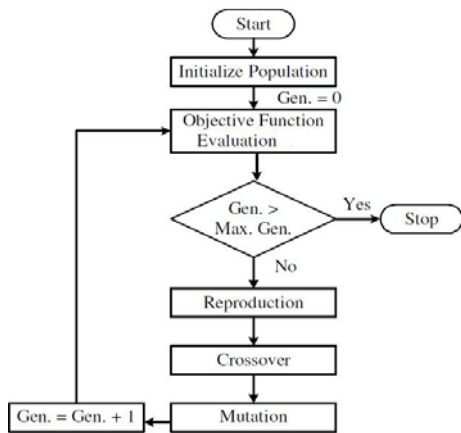 Start
Initialize Population
Gen. = 0
Objective Function
Evaluation
Gen. >
Max. Gen.
Yes
Stop
No
Reproduction
Crossover
Mutation
Gen. = Gen. + 1